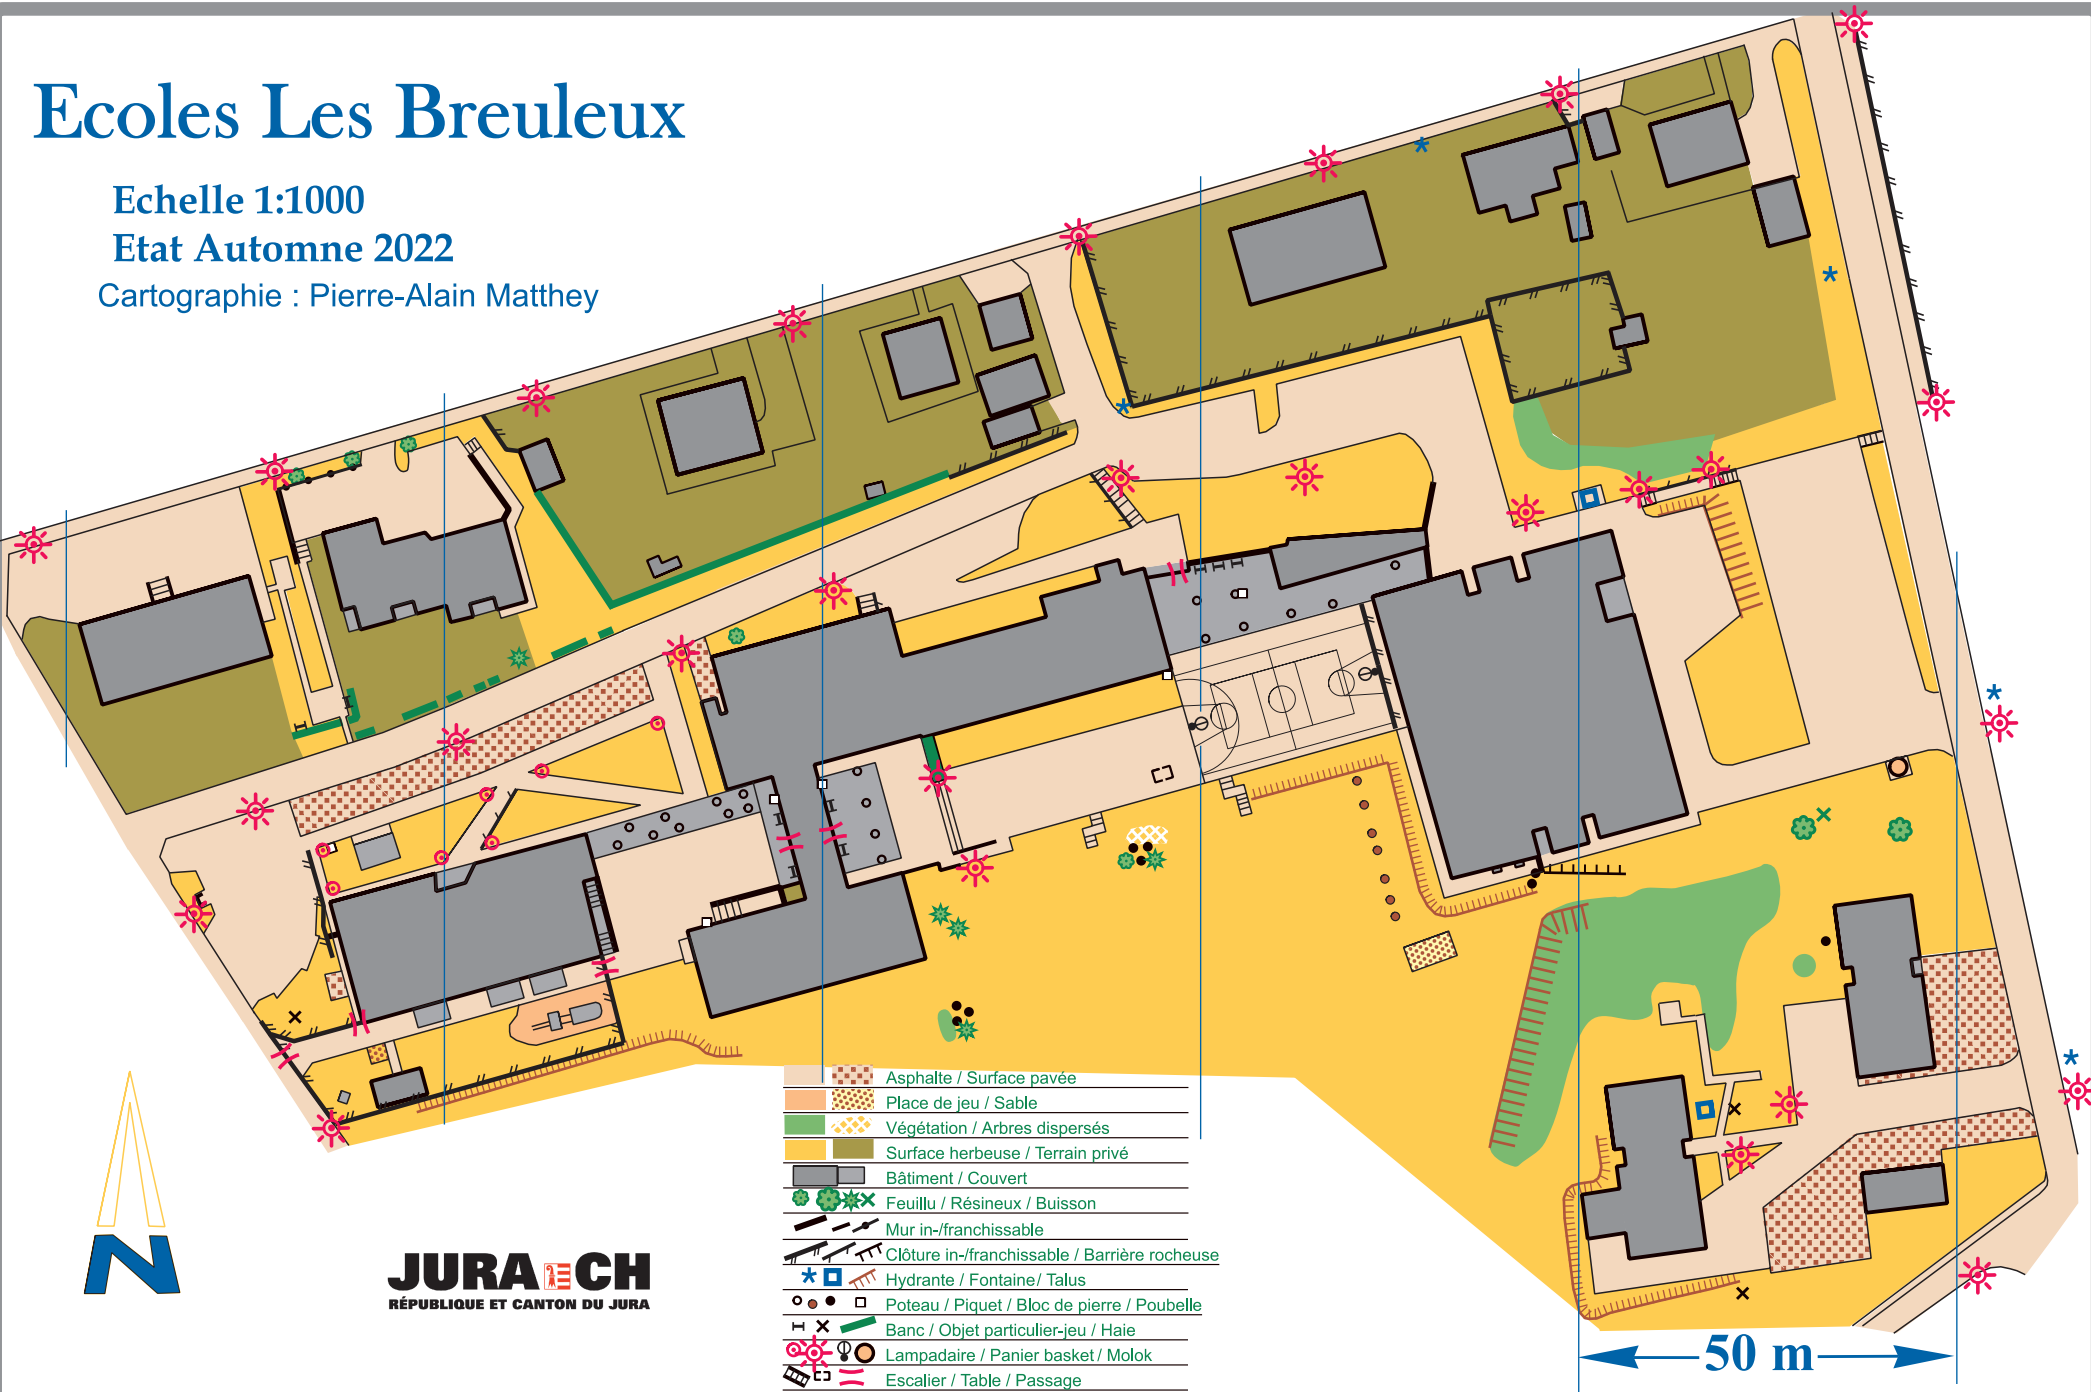 Ecoles Les Breuleux
Echelle 1:1000
Etat Automne 2022
Cartographie : Pierre-Alain Matthey
Asphalte / Surface pavée
Place de jeu / Sable
Végétation / Arbres dispersés
Surface herbeuse / Terrain privé
Bâtiment / Couvert
Feuillu / Résineux / Buisson
Mur in-/franchissable
Clôture in-/franchissable / Barrière rocheuse
Hydrante / Fontaine / Talus
Poteau / Piquet / Bloc de pierre / Poubelle
Banc / Objet particulier-jeu / Haie
Lampadaire / Panier basket / Molok
Escalier / Table / Passage
N
JURA CH
RÉPUBLIQUE ET CANTON DU JURA
50 m